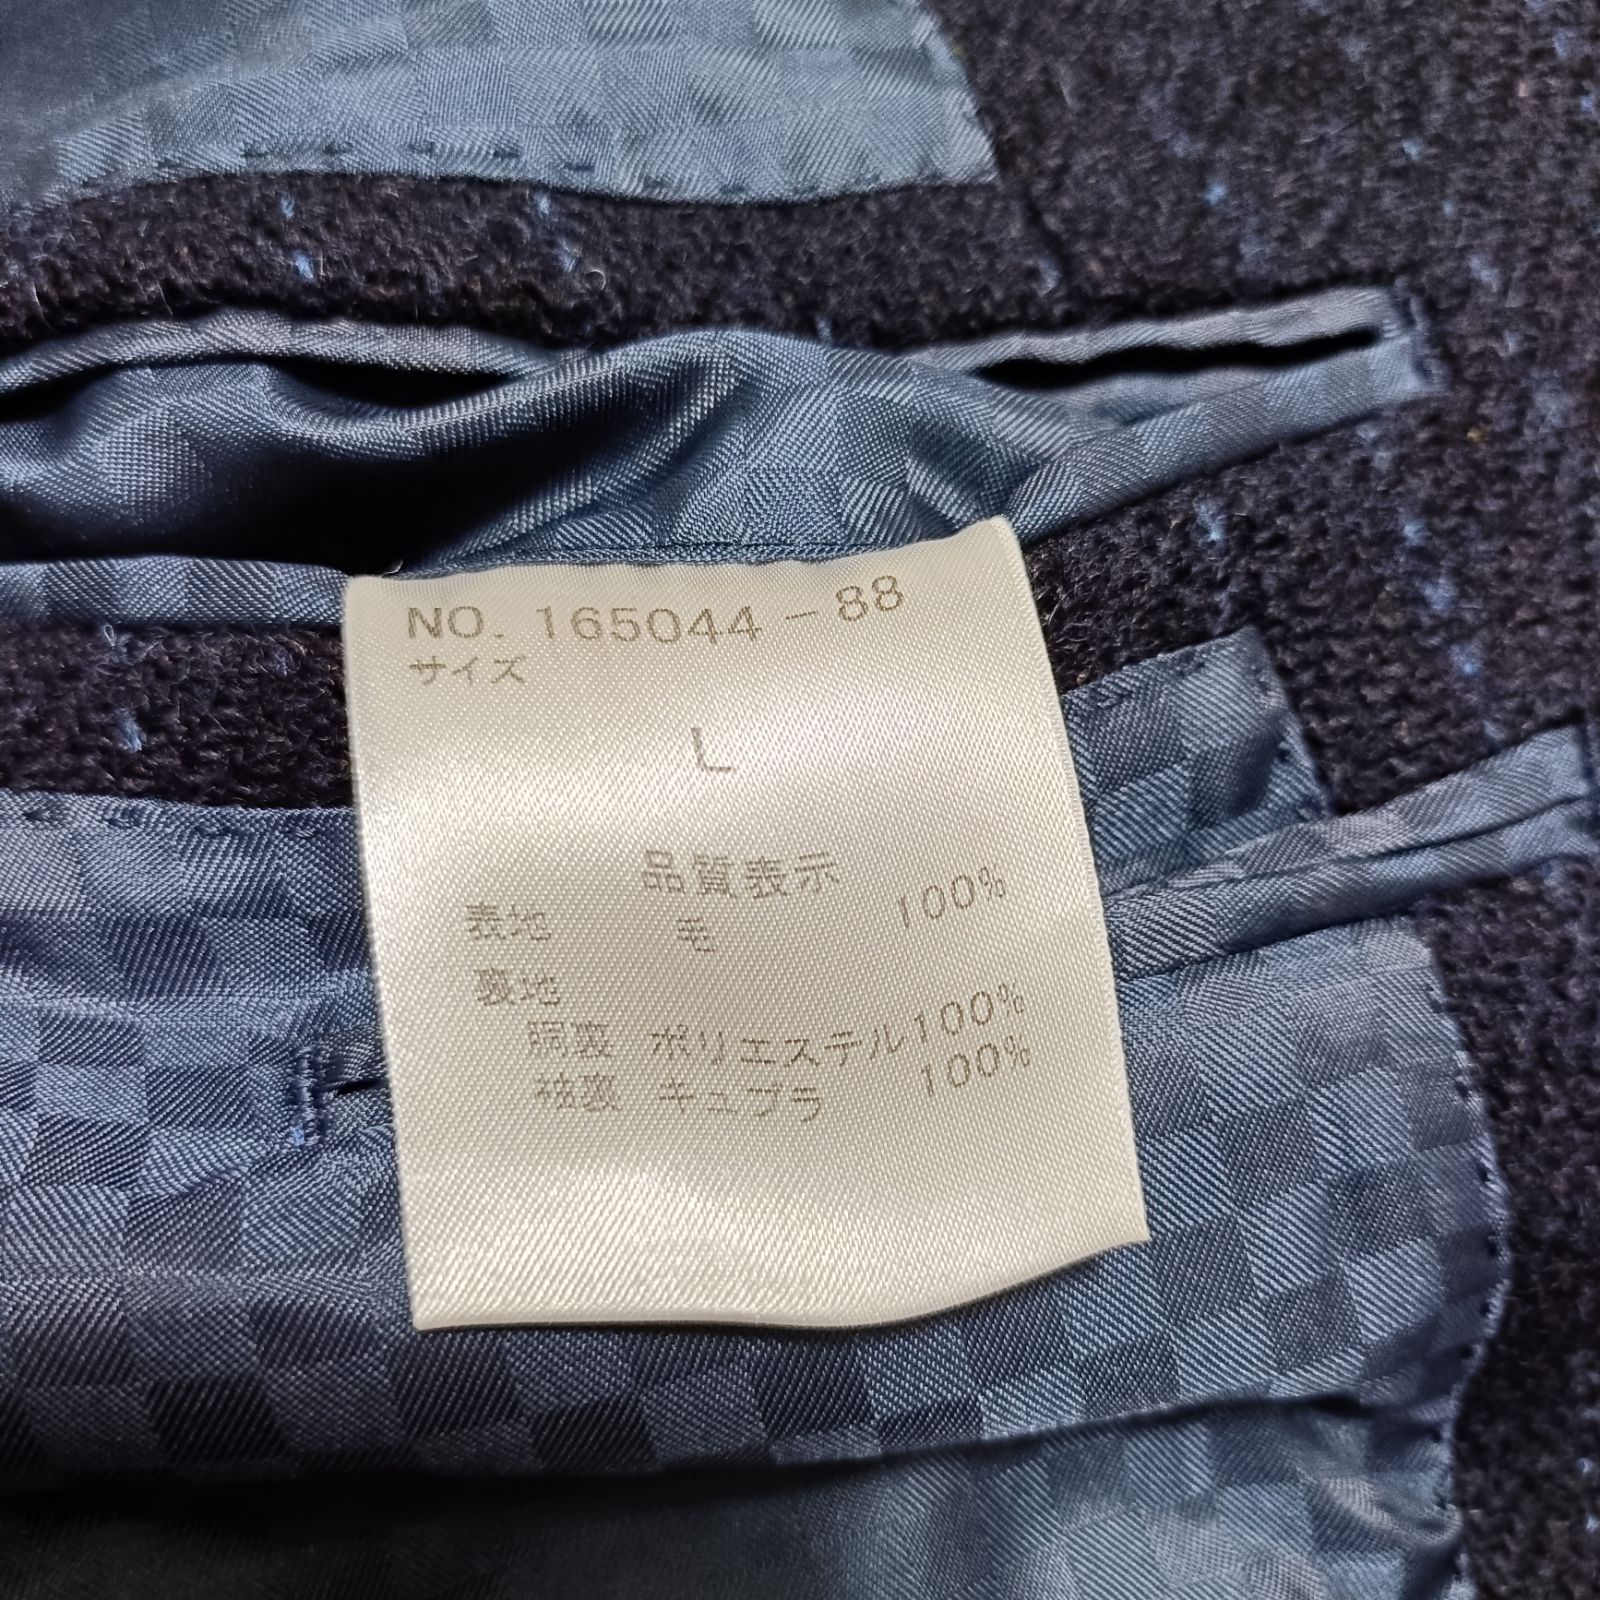 NO. 165044-88
サイズ
L
品質表示
表地 毛 100%
裏地
胴裏 ポリエステル100%
袖裏 キュプラ 100%